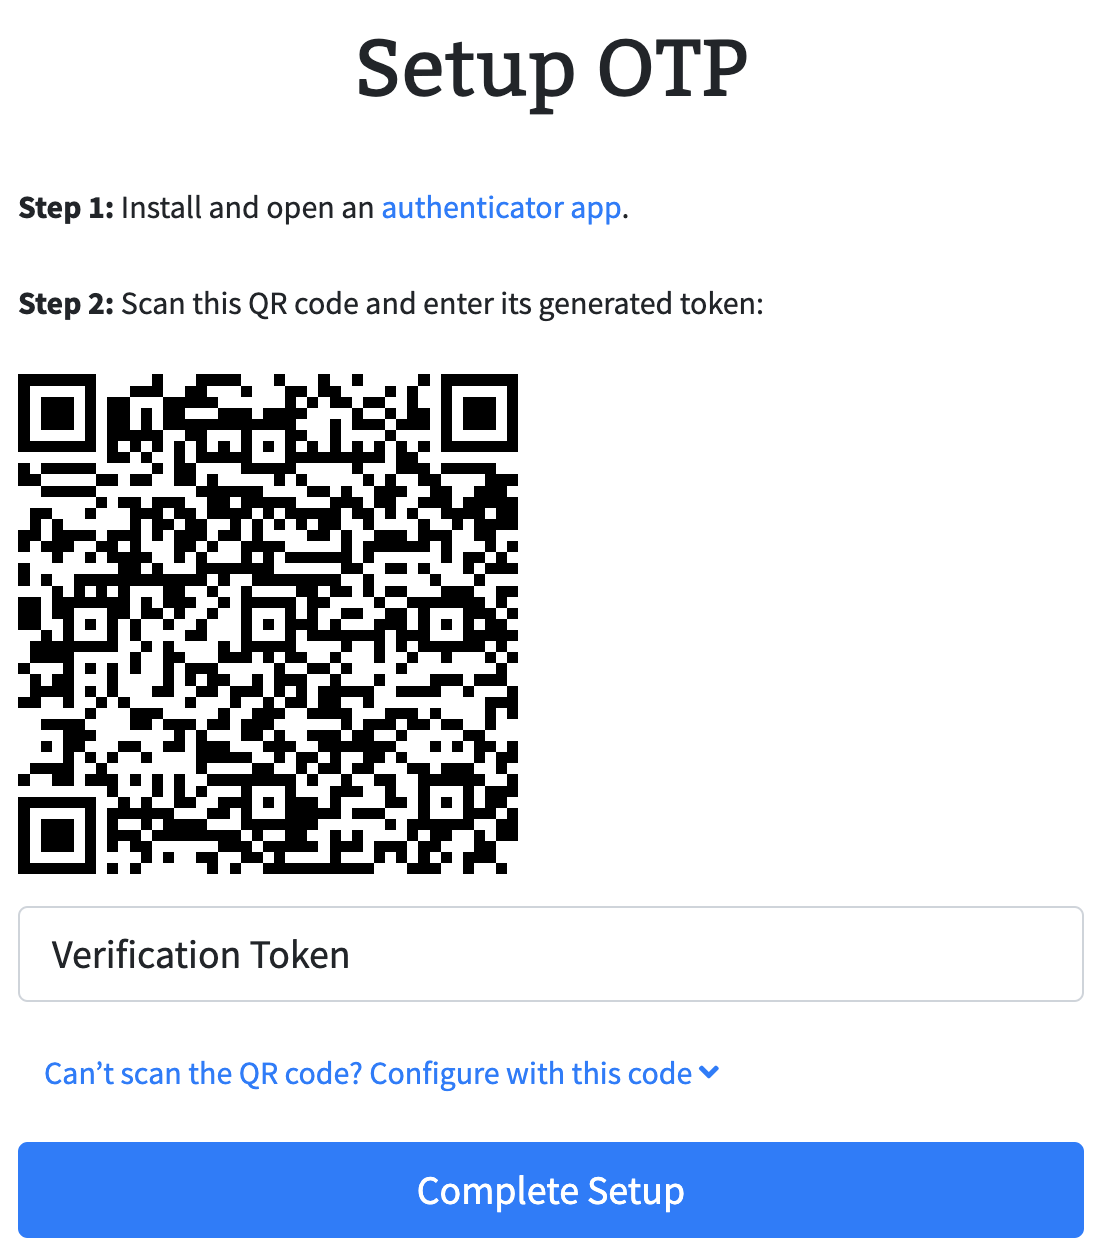 Setup OTP
Step 1: Install and open an authenticator app.
Step 2: Scan this QR code and enter its generated token:
Verification Token
Can’t scan the QR code? Configure with this code
Complete Setup